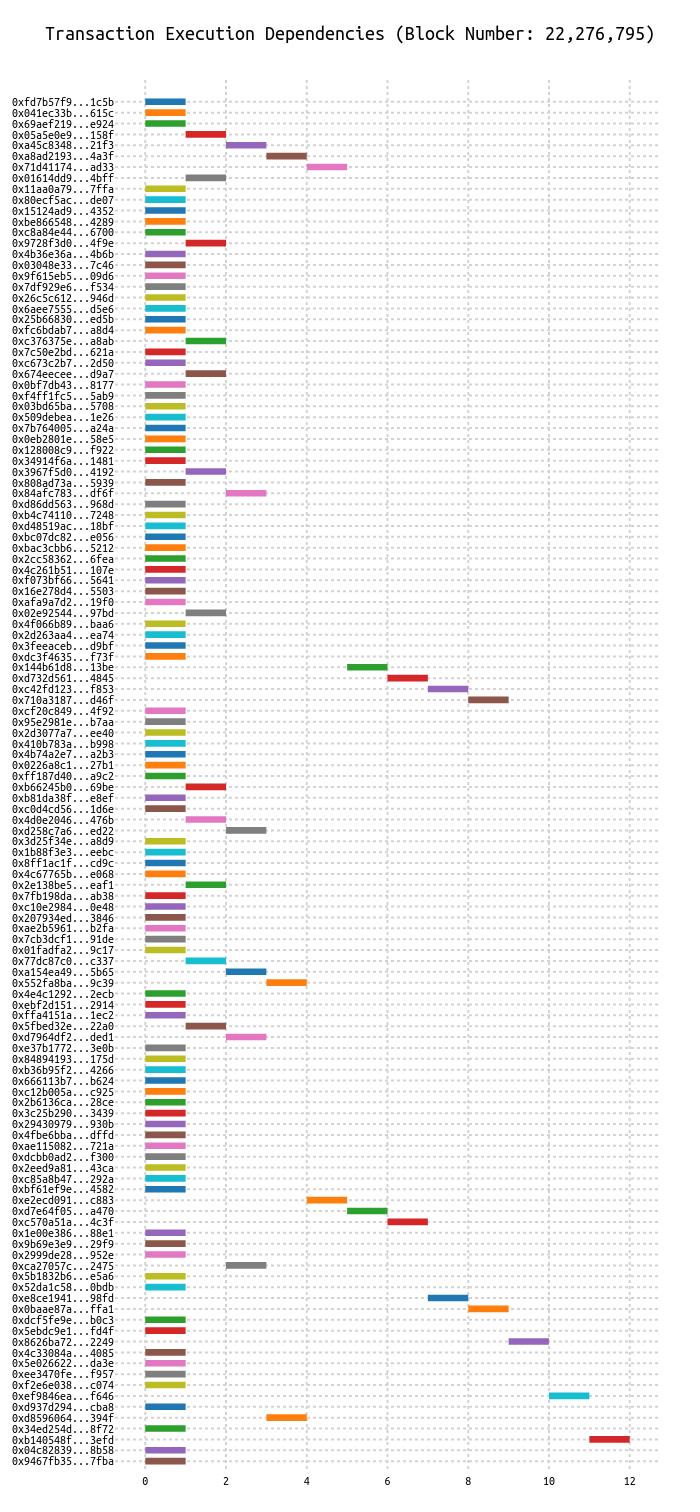 Transaction Execution Dependencies (Block Number: 22,276,795)
0xfd7b57f9...1c5b
0x041ec33b...615c
0x69aef219...e924
0x05a5e0e9...158f
0xa45c8348...21f3
0xa8ad2193...4a3f
0x71d41174...ad33
0x01614dd9...4bff
0x11aa0a79...7ffa
0x80ecf5ac...de07
0x15124ad9...4352
0xbe866548...4289
0xc8a84e44...6700
0x9728f3d0...4f9e
0x4b36e36a...4b6b
0x03048e33...7c46
0x9f615eb5...09d6
0x7df929e6...f534
0x26c5c612...946d
0x6aee7555...d5e6
0x25b66830...ed5b
0xfc6bdab7...a8d4
0xc376375e...a8ab
0x7c50e2bd...621a
0xc673c2b7...2d50
0x674eecee...d9a7
0x0bf7db43...8177
0xf4ff1fc5...5ab9
0x03bd65ba...5708
0x509debea...1e26
0x7b764005...a24a
0x0eb2801e...58e5
0x128008c9...f922
0x34914f6a...1481
0x3967f5d0...4192
0x808ad73a...5939
0x84afc783...df6f
0xd86dd563...968d
0xb4c74110...7248
0xd48519ac...18bf
0xbc07dc82...e056
0xbac3cbb6...5212
0x2cc58362...6fea
0x4c261b51...107e
0xf073bf66...5641
0x16e278d4...5503
0xafa9a7d2...19f0
0x02e92544...97bd
0x4f066b89...baa6
0x2d263aa4...ea74
0x3feeaceb...d9bf
0xdc3f4635...f73f
0x144b61d8...13be
0xd732d561...4845
0xc42fd123...f853
0x710a3187...d46f
0xcf20c849...4f92
0x95e2981e...b7aa
0x2d3077a7...ee40
0x410b783a...b998
0x4b74a2e7...a2b3
0x0226a8c1...27b1
0xff187d40...a9c2
0xb66245b0...69be
0xb81da38f...e8ef
0xc0d4cd56...1d6e
0x4d0e2046...476b
0xd258c7a6...ed22
0x3d25f34e...a8d9
0x1b88f3e3...eebc
0x8ff1ac1f...cd9c
0x4c67765b...e068
0x2e138be5...eaf1
0x7fb198da...ab38
0xc10e2984...0e48
0x207934ed...3846
0xae2b5961...b2fa
0x7cb3dcf1...91de
0x01fadfa2...9c17
0x77dc87c0...c337
0xa154ea49...5b65
0x552fa8ba...9c39
0x4e4c1292...2ecb
0xebf2d151...2914
0xffa4151a...1ec2
0x5fbed32e...22a0
0xd7964df2...ded1
0xe37b1772...3e0b
0x84894193...175d
0xb36b95f2...4266
0x666113b7...b624
0xc12b005a...c925
0x2b6136ca...28ce
0x3c25b290...3439
0x29430979...930b
0x4fbe6bba...dffd
0xae115082...721a
0xdcbb0ad2...f300
0x2eed9a81...43ca
0xc85a8b47...292a
0xbf61ef9e...4582
0xe2ecd091...c883
0xd7e64f05...a470
0xc570a51a...4c3f
0x1e00e386...88e1
0x9b69e3e9...29f9
0x2999de28...952e
0xca27057c...2475
0x5b1832b6...e5a6
0x52da1c58...0bdb
0xe8ce1941...98fd
0x0baae87a...ffa1
0xdcf5fe9e...b0c3
0x5ebdc9e1...fd4f
0x8626ba72...2249
0x4c33084a...4085
0x5e026622...da3e
0xee3470fe...f957
0xf2e6e038...c074
0xef9846ea...f646
0xd937d294...cba8
0xd8596064...394f
0x34ed254d...8f72
0xb140548f...3efd
0x04c82839...8b58
0x9467fb35...7fba
0 2 4 6 8 10 12